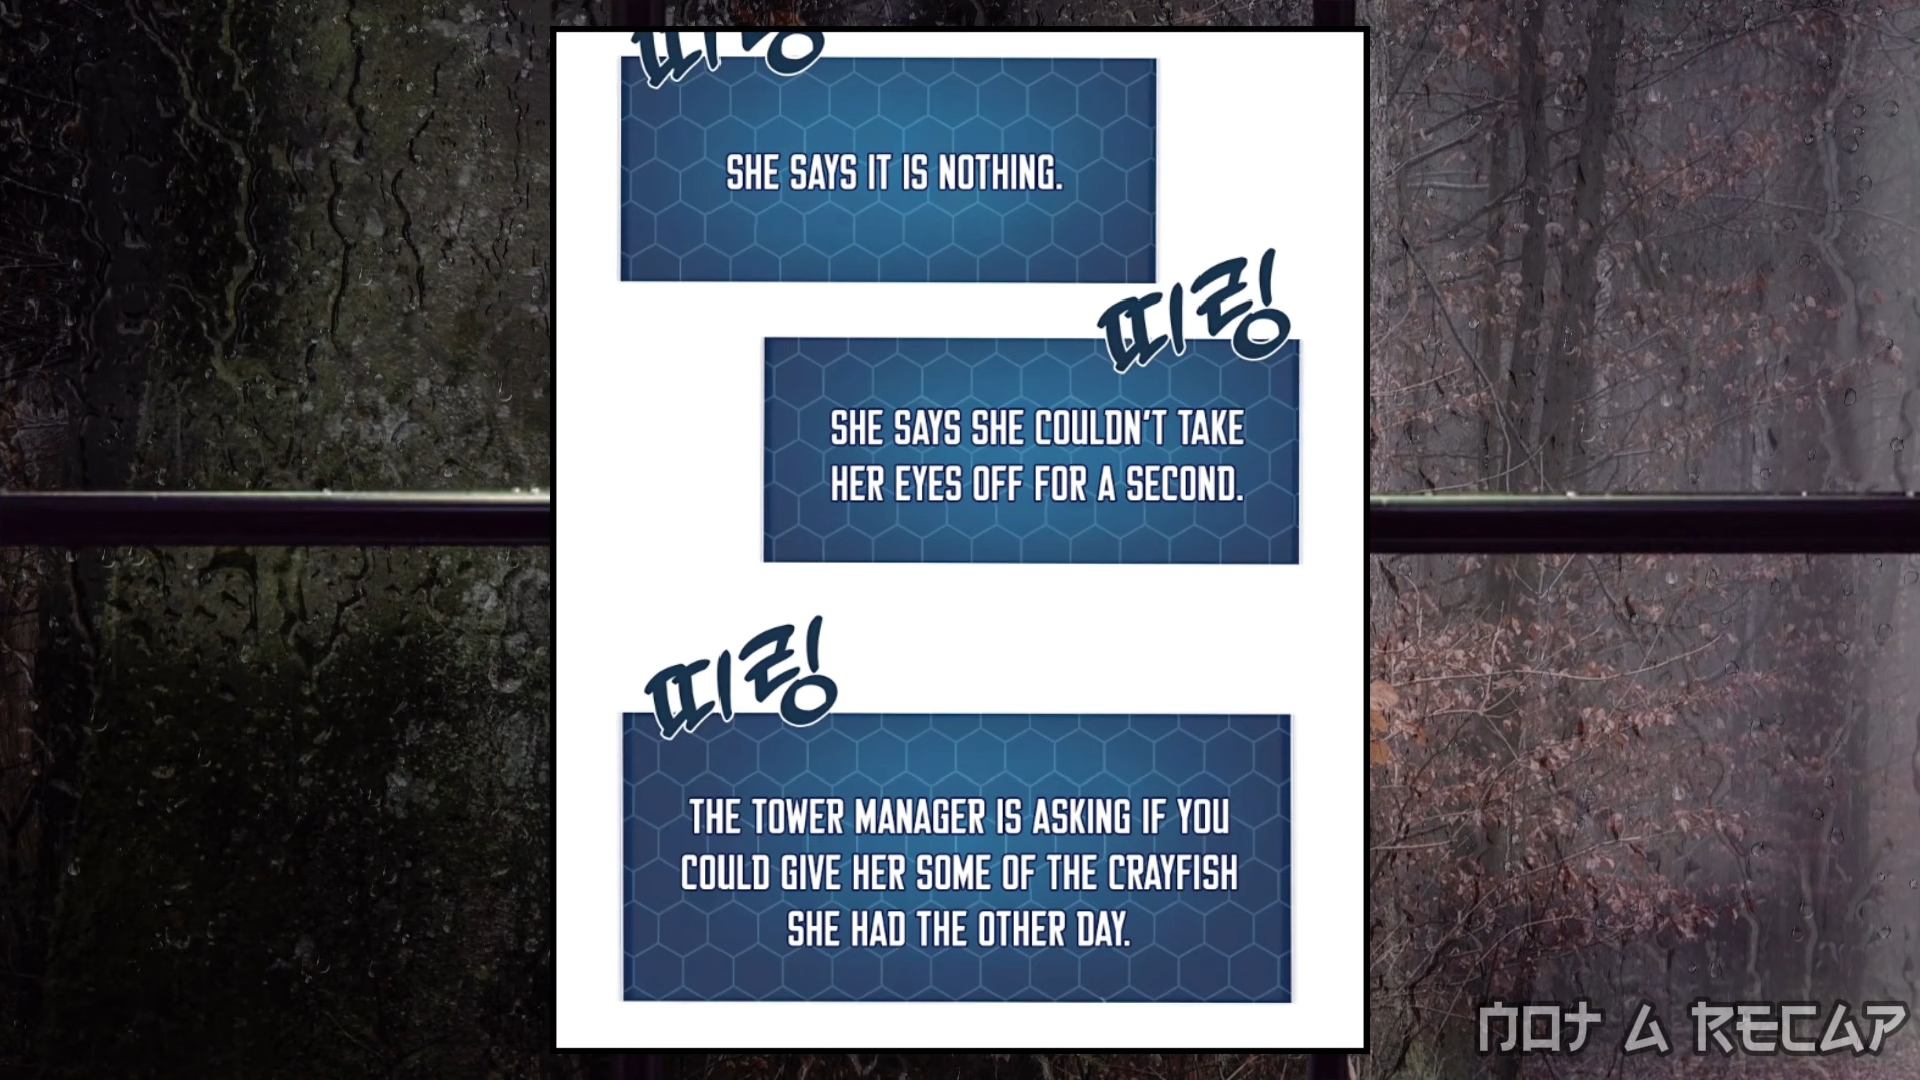 띠링
SHE SAYS IT IS NOTHING.
띠링
SHE SAYS SHE COULDN'T TAKE
HER EYES OFF FOR A SECOND.
띠링
THE TOWER MANAGER IS ASKING IF YOU
COULD GIVE HER SOME OF THE CRAYFISH
SHE HAD THE OTHER DAY.
NOT A RECAP